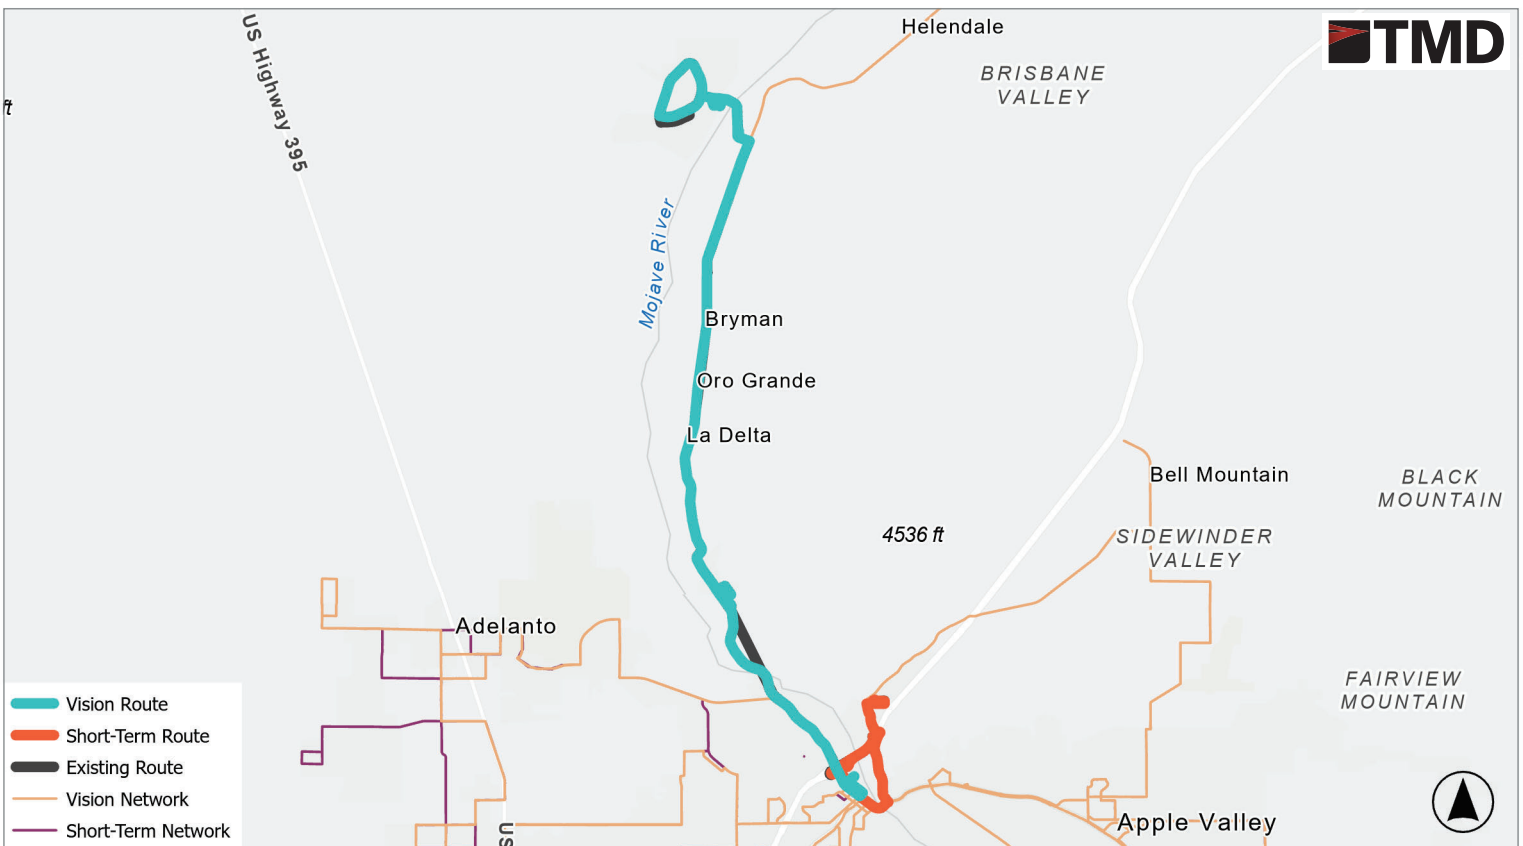 Helendale
TMD
US Highway 395
BRISBANE
VALLEY
ft
Mojave River
Bryman
Oro Grande
La Delta
Bell Mountain
BLACK
MOUNTAIN
4536 ft
SIDEWINDER
VALLEY
Adelanto
FAIRVIEW
MOUNTAIN
Vision Route
Short-Term Route
Existing Route
Vision Network
Short-Term Network
US
Apple Valley